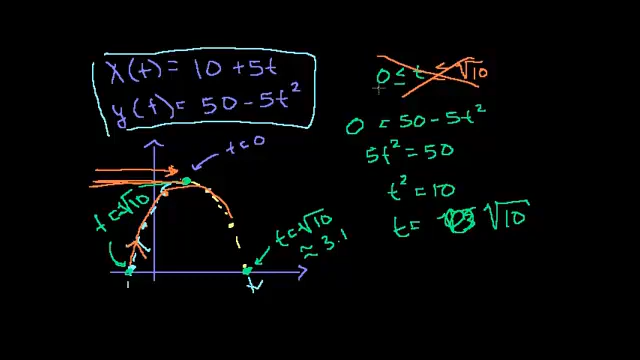 x(t) = 10 + 5t
y(t) = 50 - 5t²
0 ≤ t ≤ √10
0 = 50 - 5t²
5t² = 50
t² = 10
t = √10
t=0
t=-√10
t=√10
≈ 3.1